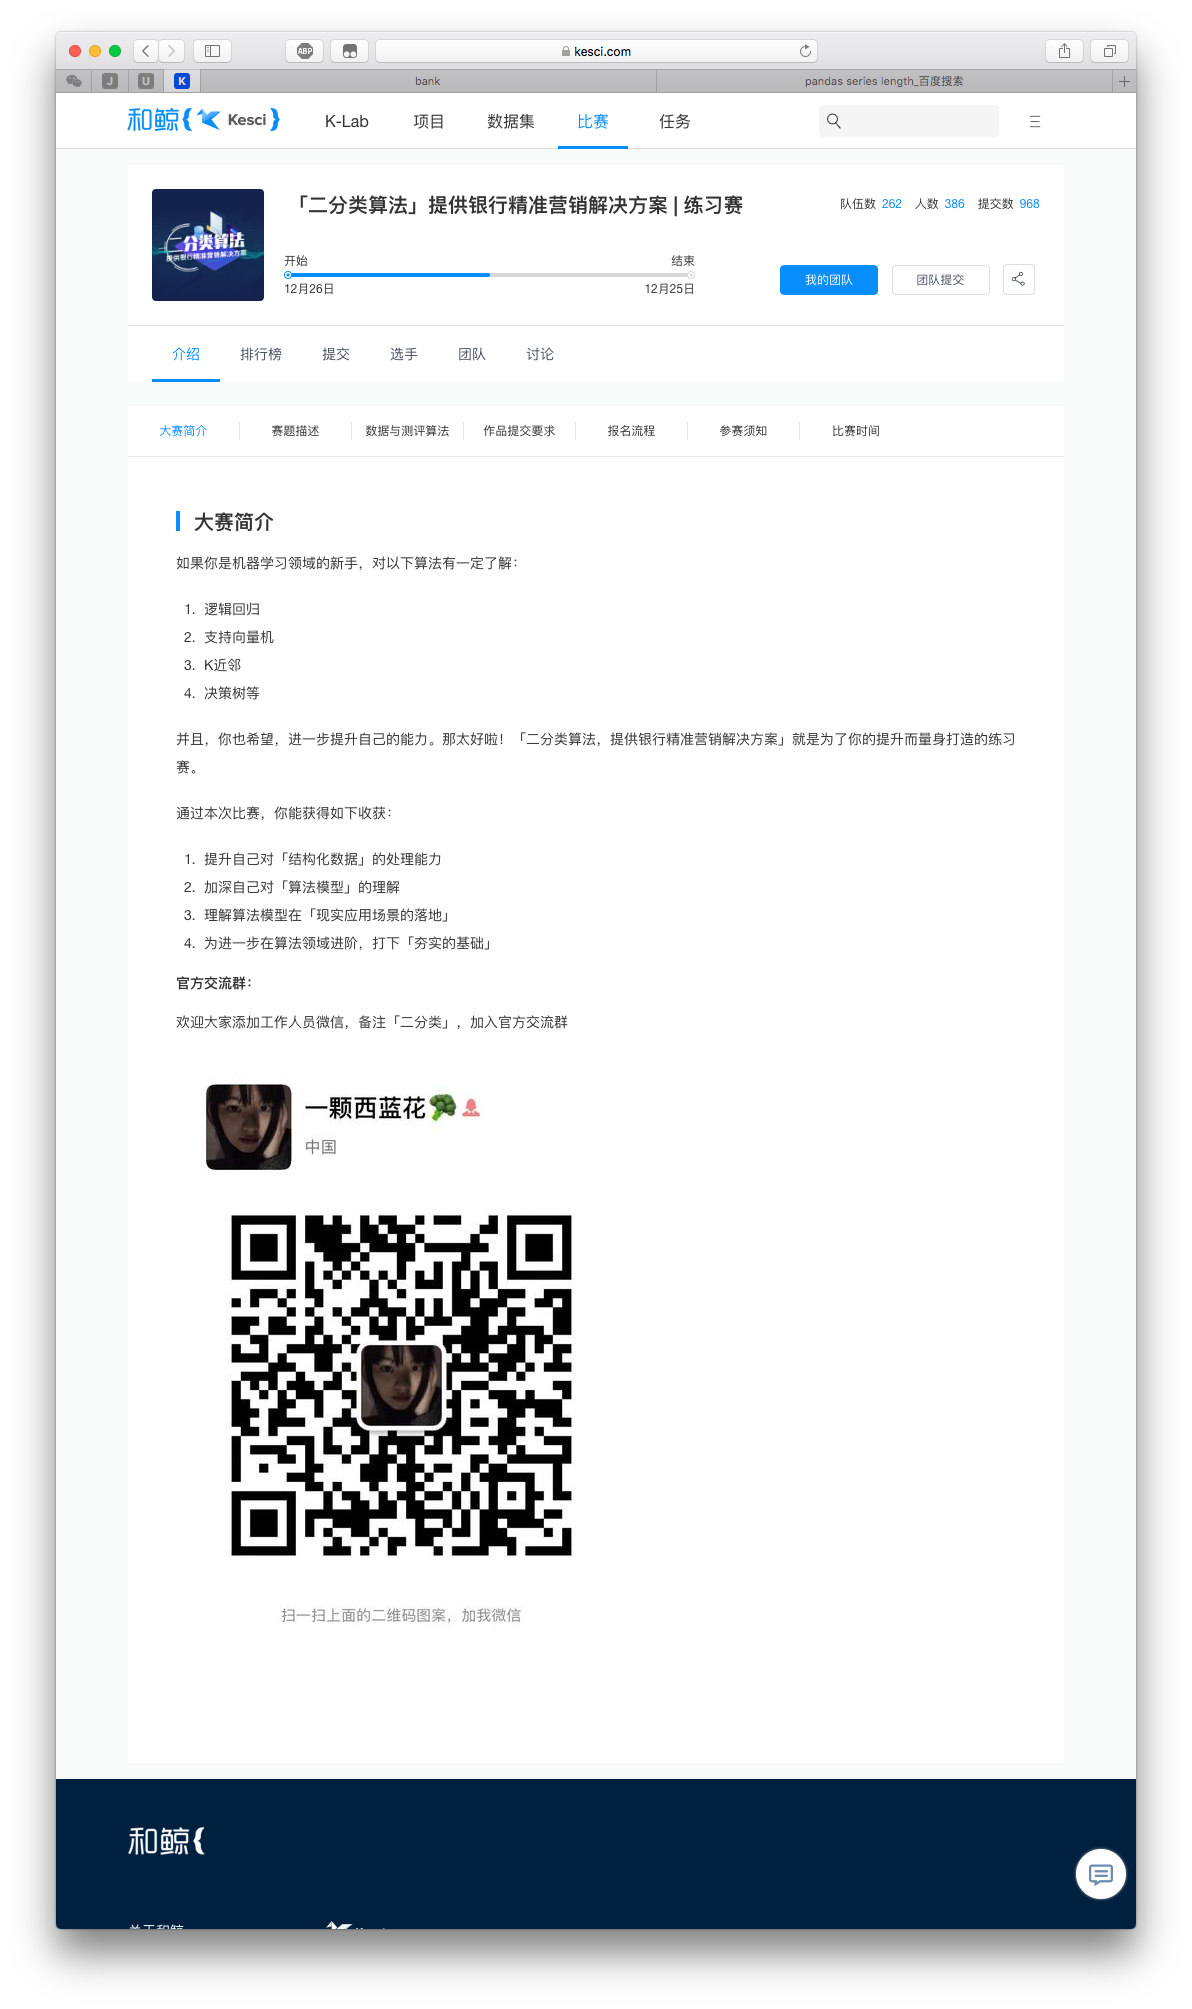 ABP
kesci.com
J
U
K
bank
pandas series length_百度搜索
和鲸 Kesci
K-Lab
项目
数据集
比赛
任务
二分类算法
提供银行精准营销解决方案
「二分类算法」提供银行精准营销解决方案 | 练习赛
队伍数 262 人数 386 提交数 968
开始
结束
12月26日
12月25日
我的团队
团队提交
介绍
排行榜
提交
选手
团队
讨论
大赛简介
赛题描述
数据与测评算法
作品提交要求
报名流程
参赛须知
比赛时间
大赛简介
如果你是机器学习领域的新手，对以下算法有一定了解：
1. 逻辑回归
2. 支持向量机
3. K近邻
4. 决策树等
并且，你也希望，进一步提升自己的能力。那太好啦！「二分类算法，提供银行精准营销解决方案」就是为了你的提升而量身打造的练习
赛。
通过本次比赛，你能获得如下收获：
1. 提升自己对「结构化数据」的处理能力
2. 加深自己对「算法模型」的理解
3. 理解算法模型在「现实应用场景的落地」
4. 为进一步在算法领域进阶，打下「夯实的基础」
官方交流群：
欢迎大家添加工作人员微信，备注「二分类」，加入官方交流群
一颗西蓝花🥦
中国
扫一扫上面的二维码图案，加我微信
和鲸
关于和鲸